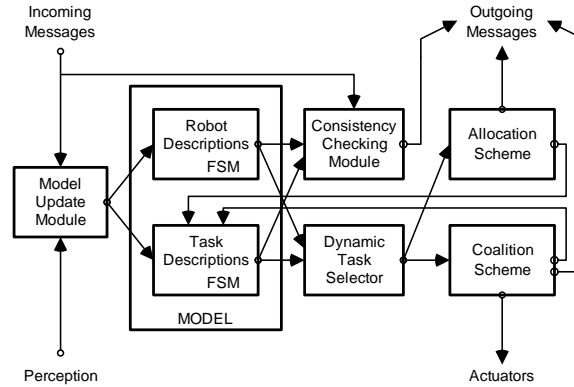 Incoming
Messages
Outgoing
Messages
Robot
Descriptions
FSM
Consistency
Checking
Module
Allocation
Scheme
Model
Update
Module
Task
Descriptions
FSM
Dynamic
Task
Selector
Coalition
Scheme
MODEL
Perception
Actuators